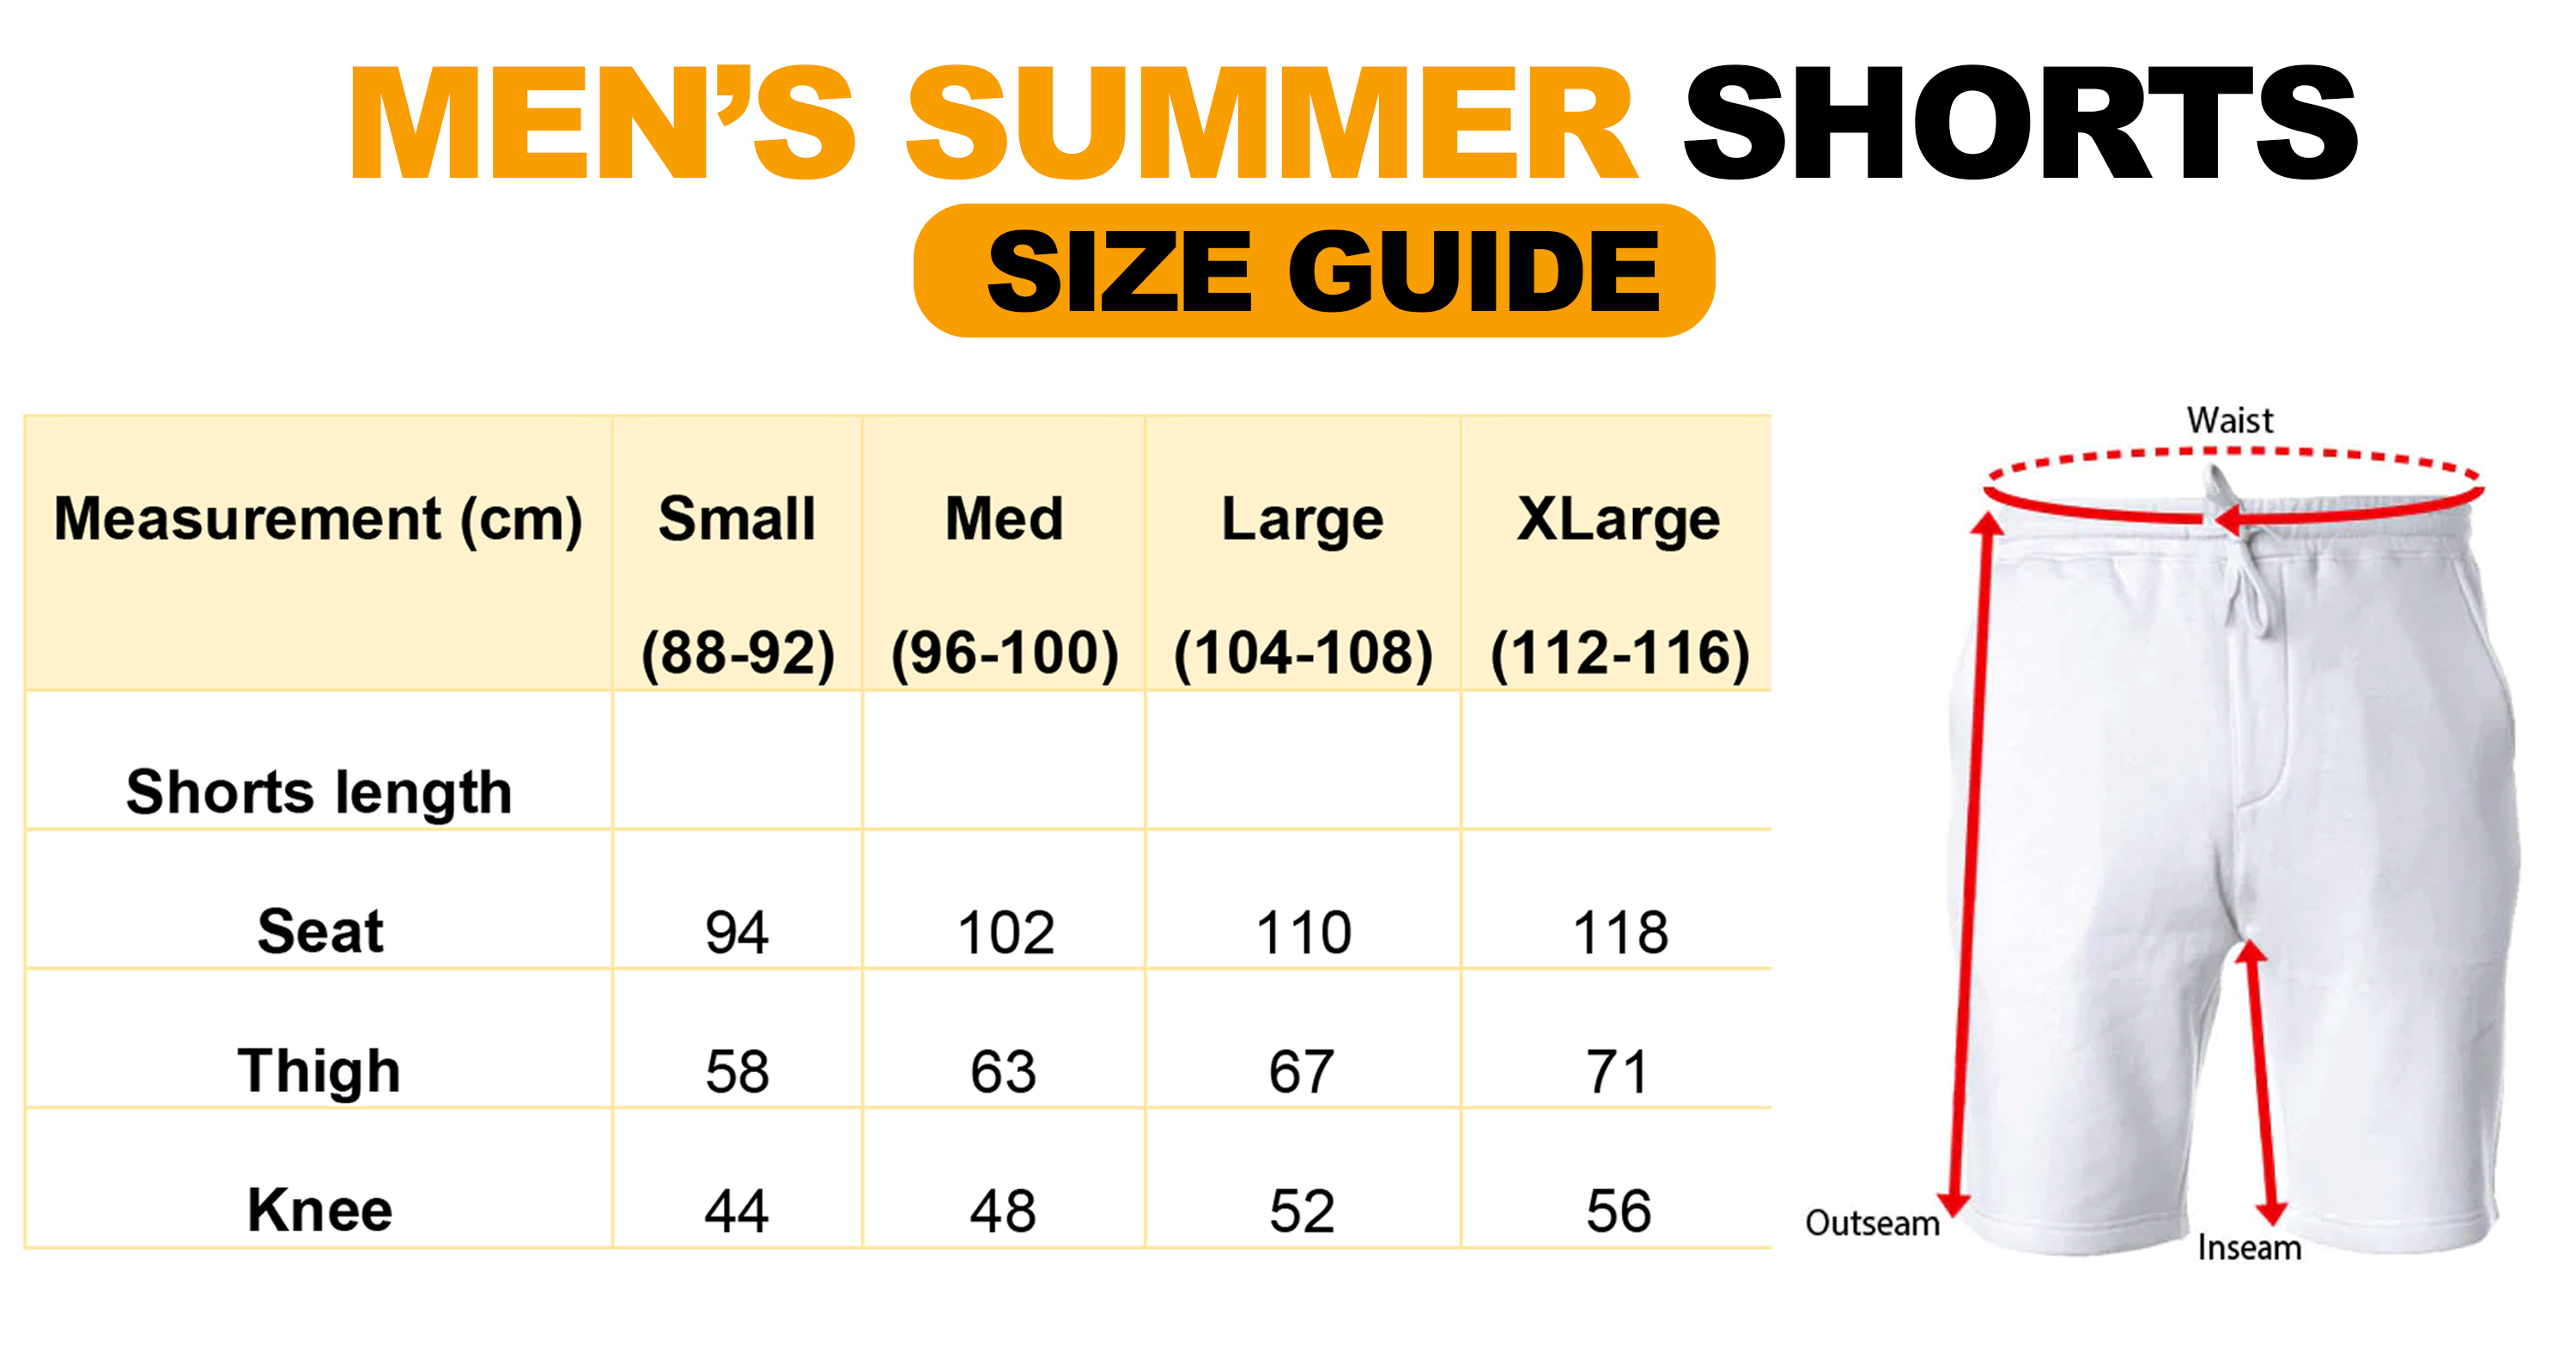 MEN’S SUMMER SHORTS
SIZE GUIDE
Measurement (cm) Small Med Large XLarge
(88-92) (96-100) (104-108) (112-116)
Shorts length
Seat 94 102 110 118
Thigh 58 63 67 71
Knee 44 48 52 56
Waist
Outseam
Inseam